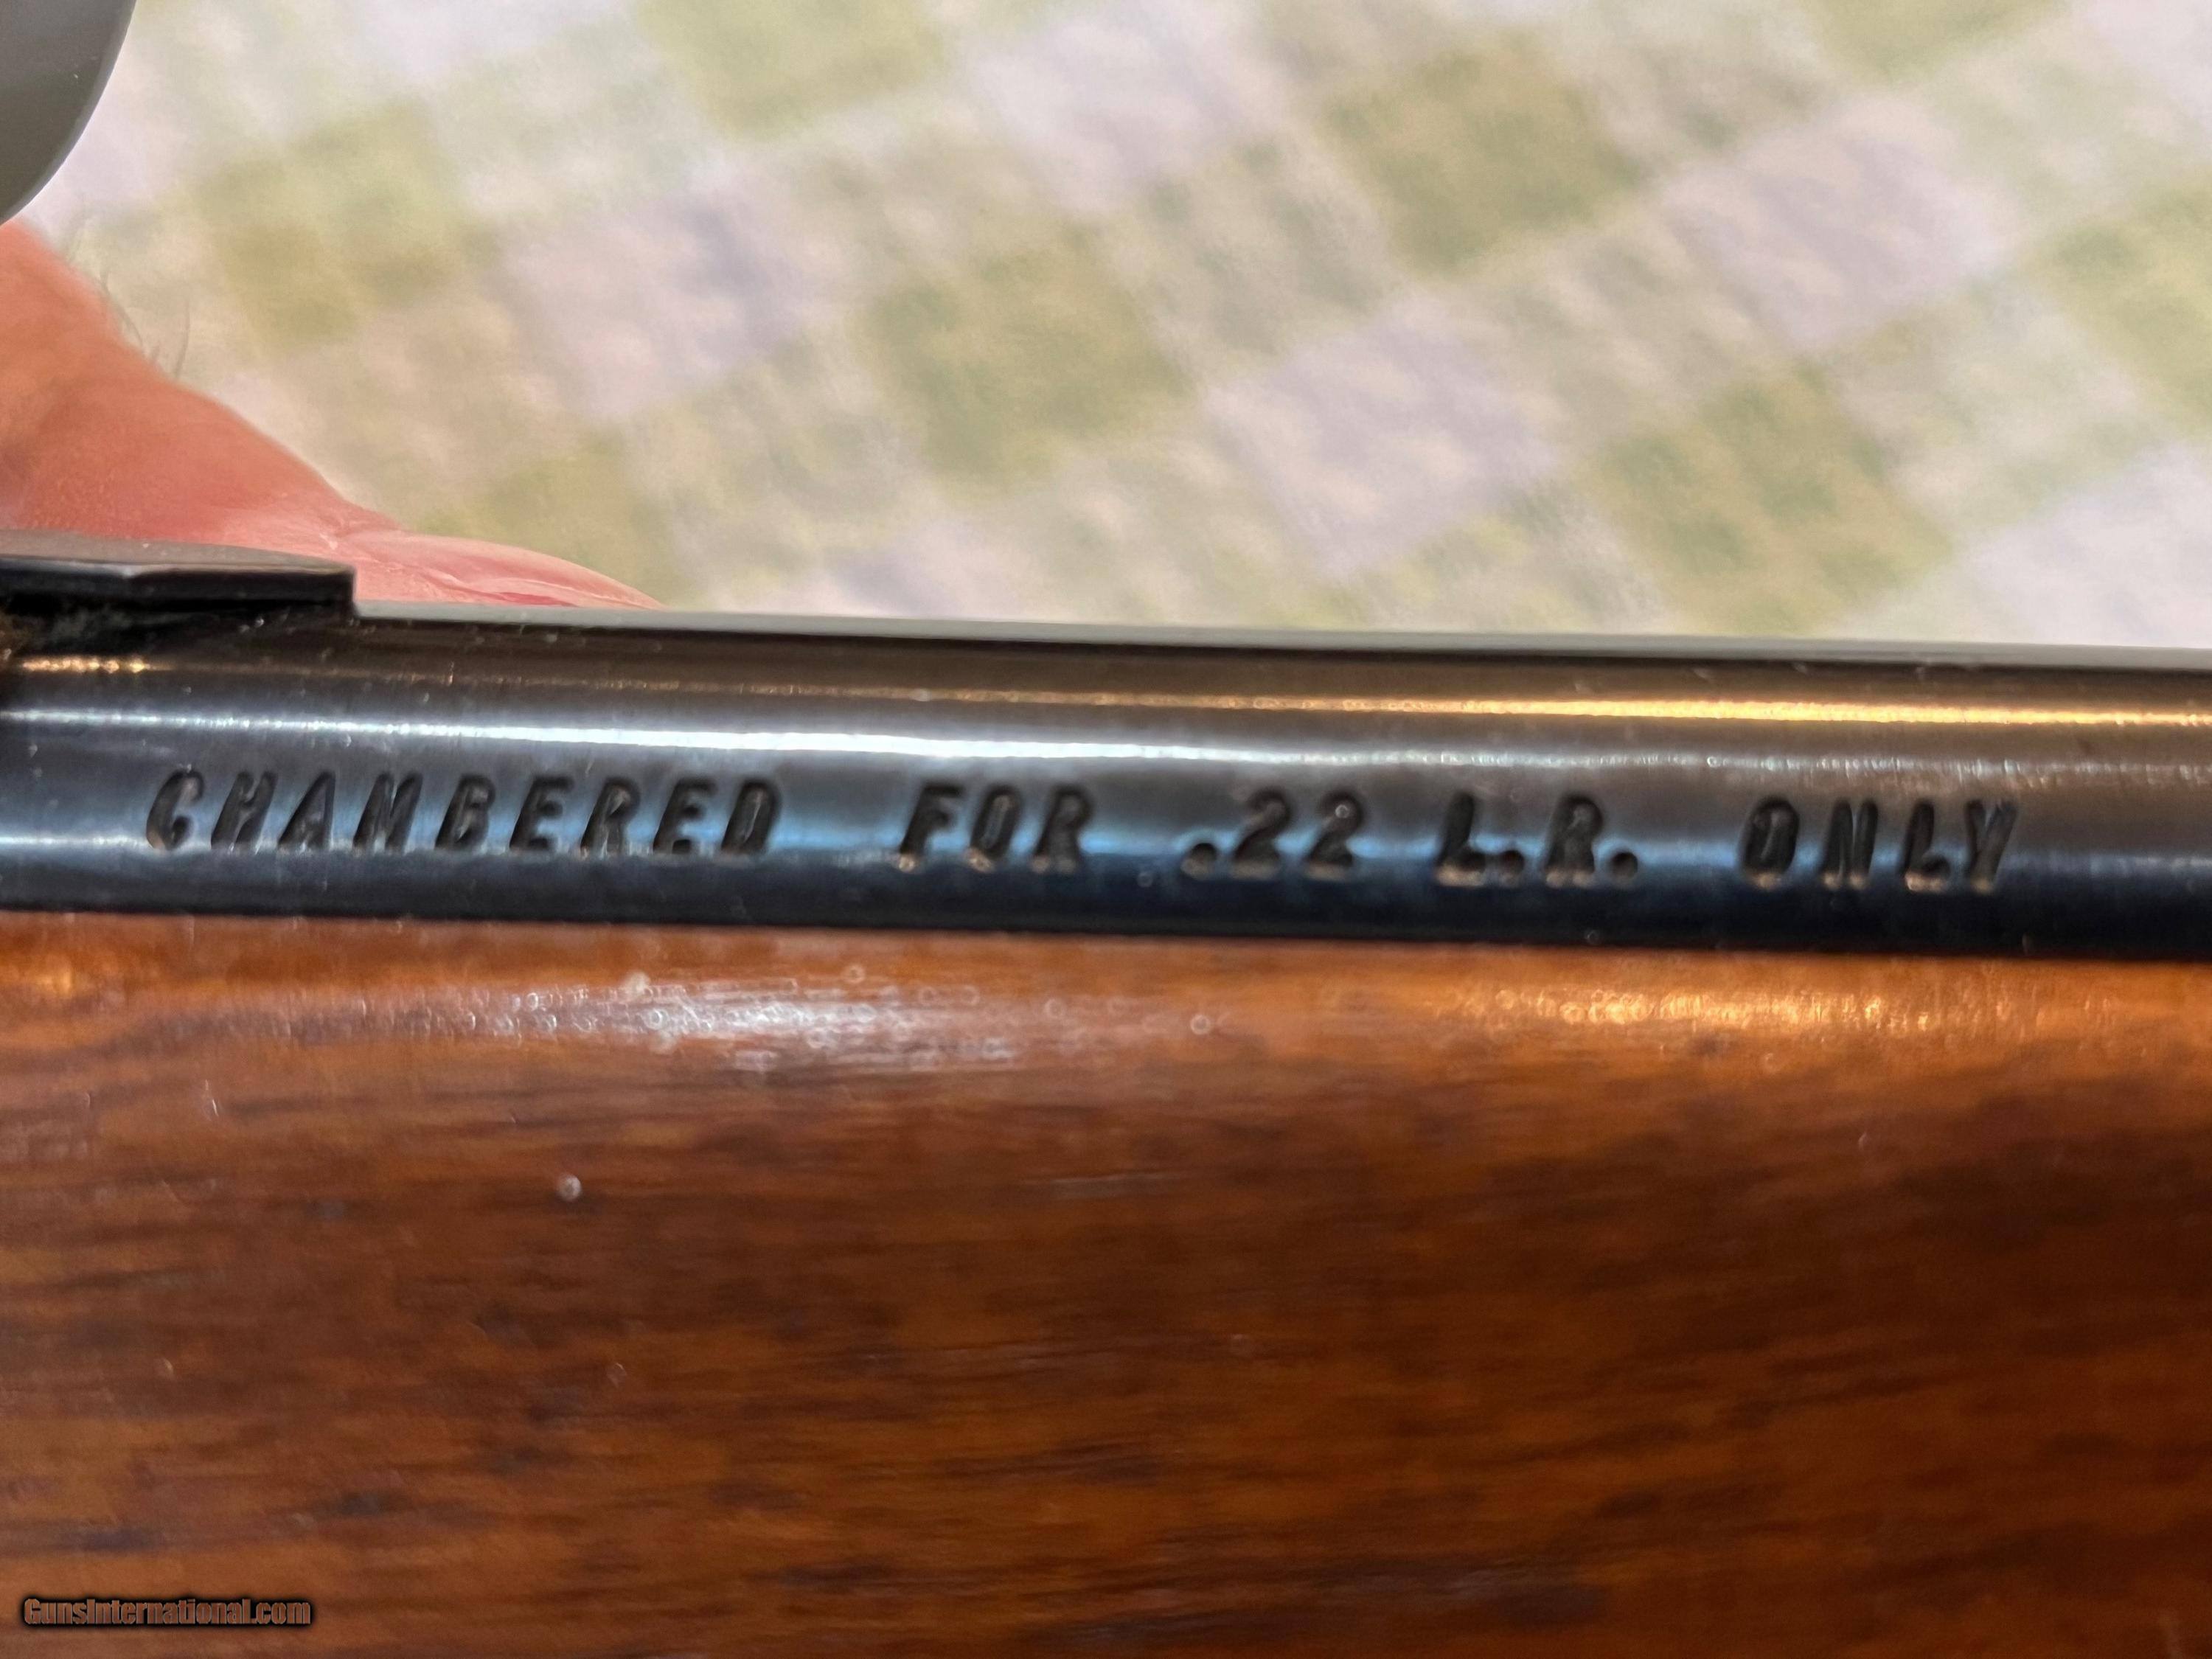 CHAMBERED FOR .22 L.R. ONLY
GunsInternational.com